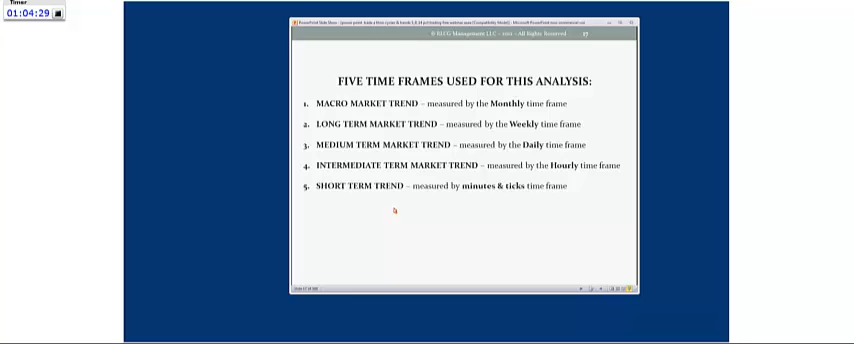 Timer
01:04:29
© BLCG Management LLC - 2011 - All Rights Reserved 17
FIVE TIME FRAMES USED FOR THIS ANALYSIS:
1. MACRO MARKET TREND – measured by the Monthly time frame
2. LONG TERM MARKET TREND – measured by the Weekly time frame
3. MEDIUM TERM MARKET TREND – measured by the Daily time frame
4. INTERMEDIATE TERM MARKET TREND – measured by the Hourly time frame
5. SHORT TERM TREND – measured by minutes & ticks time frame